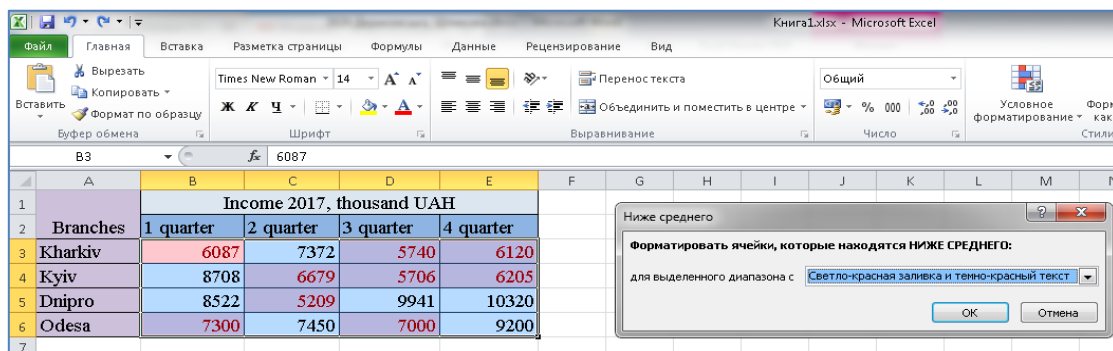 Книга1.xlsx - Microsoft Excel
Файл Главная Вставка Разметка страницы Формулы Данные Рецензирование Вид
Вырезать
Копировать
Формат по образцу
Вставить
Буфер обмена
Times New Roman 14
Ж К Ч
Шрифт
Перенос текста
Объединить и поместить в центре
Выравнивание
Общий
% 000
Число
Условное
форматирование
как
Стили
B3 fx 6087
A B C D E F G H I J K L M
1 Income 2017, thousand UAH
2 Branches 1 quarter 2 quarter 3 quarter 4 quarter
3 Kharkiv 6087 7372 5740 6120
4 Kyiv 8708 6679 5706 6205
5 Dnipro 8522 5209 9941 10320
6 Odesa 7300 7450 7000 9200
7
Ниже среднего
Форматировать ячейки, которые находятся НИЖЕ СРЕДНЕГО:
для выделенного диапазона с Светло-красная заливка и темно-красный текст
ОК Отмена